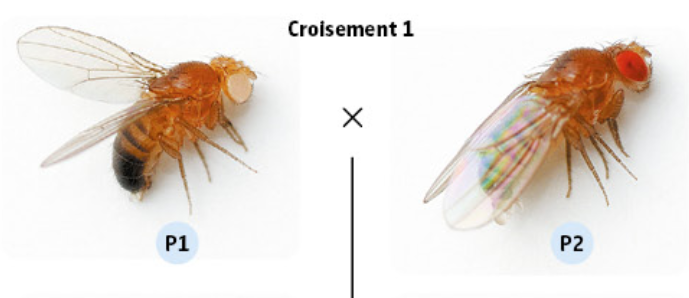 Croisement 1
×
P1
P2